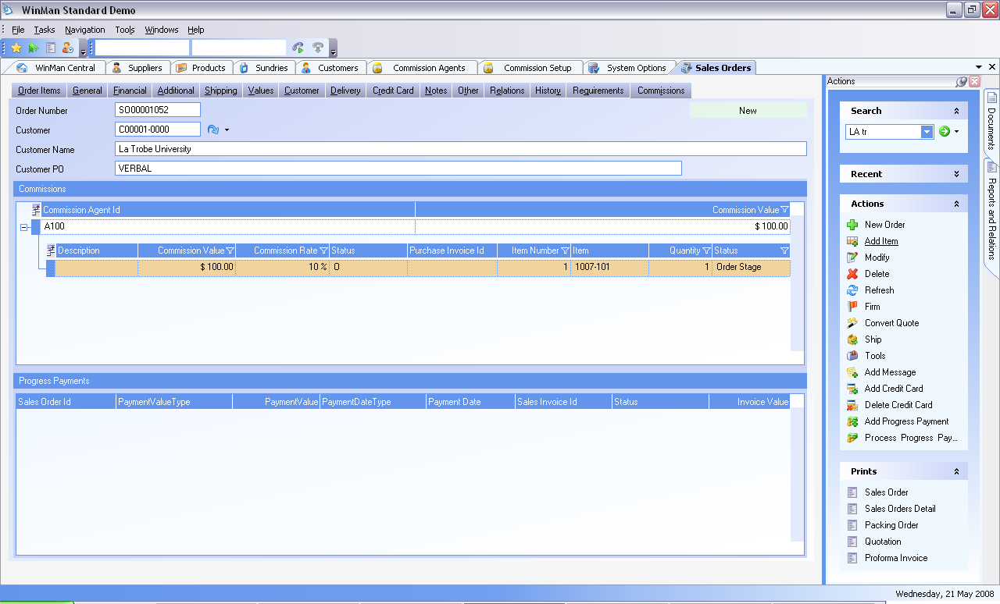 WinMan Standard Demo
File Tasks Navigation Tools Windows Help
WinMan Central Suppliers Products Sundries Customers Commission Agents Commission Setup System Options Sales Orders
Order Items General Financial Additional Shipping Values Customer Delivery Credit Card Notes Other Relations History Requirements Commissions
Order Number SO00001052 New
Customer C00001-0000
Customer Name La Trobe University
Customer PO VERBAL
Commissions
Commission Agent Id Commission Value
A100 $ 100.00
Description Commission Value Commission Rate Status Purchase Invoice Id Item Number Item Quantity Status
$ 100.00 10 % O 1 1007-101 1 Order Stage
Progress Payments
Sales Order Id PaymentValueType PaymentValue PaymentDateType Payment Date Sales Invoice Id Status Invoice Value
Actions
Search
LA tr
Recent
Actions
New Order
Add Item
Modify
Delete
Refresh
Firm
Convert Quote
Ship
Tools
Add Message
Add Credit Card
Delete Credit Card
Add Progress Payment
Process Progress Pay...
Prints
Sales Order
Sales Orders Detail
Packing Order
Quotation
Proforma Invoice
Documents
Reports and Relations
Wednesday, 21 May 2008